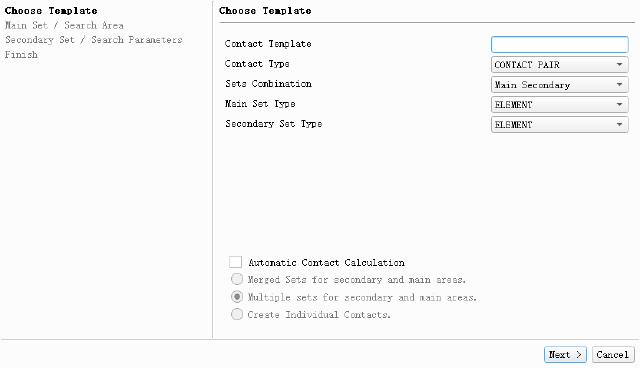 Choose Template
Main Set / Search Area
Secondary Set / Search Parameters
Finish
Choose Template
Contact Template
Contact Type CONTACT PAIR
Sets Combination Main Secondary
Main Set Type ELEMENT
Secondary Set Type ELEMENT
Automatic Contact Calculation
Merged Sets for secondary and main areas.
Multiple sets for secondary and main areas.
Create Individual Contacts.
Next > Cancel